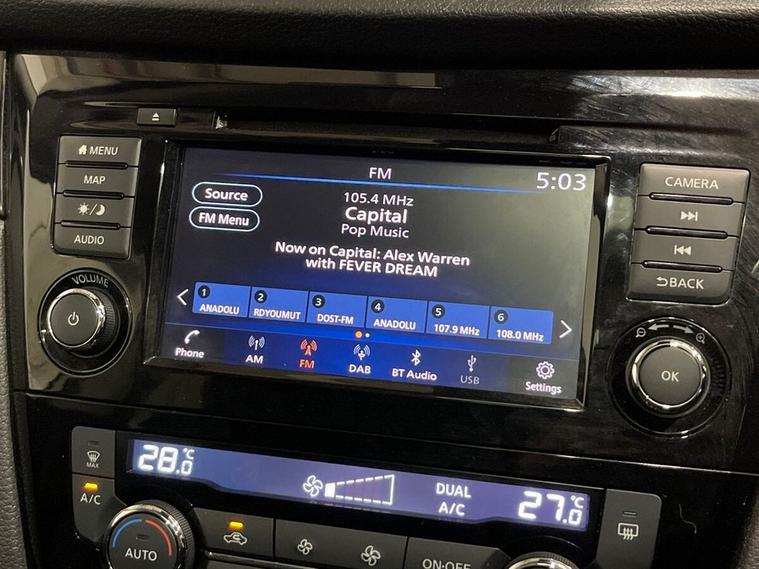 MENU
MAP
AUDIO
VOLUME
FM
5:03
Source
FM Menu
105.4 MHz
Capital
Pop Music
Now on Capital: Alex Warren
with FEVER DREAM
1 ANADOLU
2 RDYOUMUT
3 DOST-FM
4 ANADOLU
5 107.9 MHz
6 108.0 MHz
Phone
AM
FM
DAB
BT Audio
USB
Settings
CAMERA
BACK
OK
MAX
A/C
28.0 °C
DUAL
A/C
27.0 °C
AUTO
ON·OFF